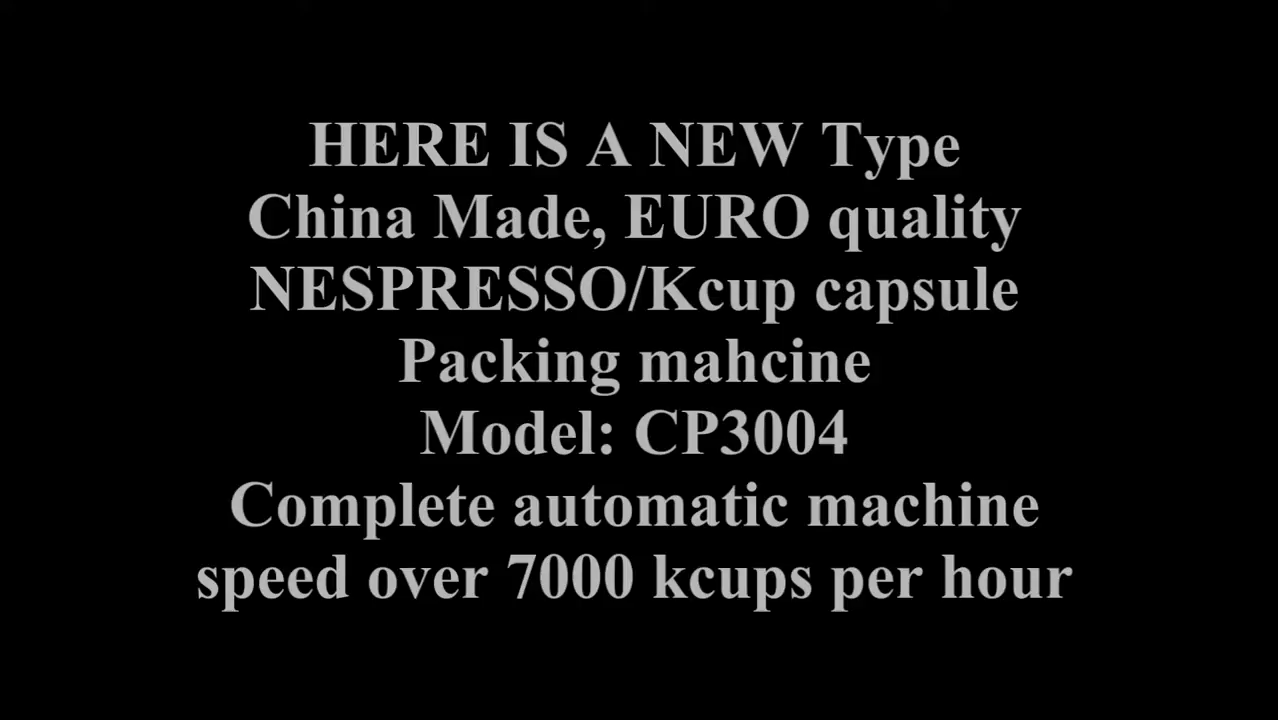 HERE IS A NEW Type
China Made, EURO quality
NESPRESSO/Kcup capsule
Packing mahcine
Model: CP3004
Complete automatic machine
speed over 7000 kcups per hour